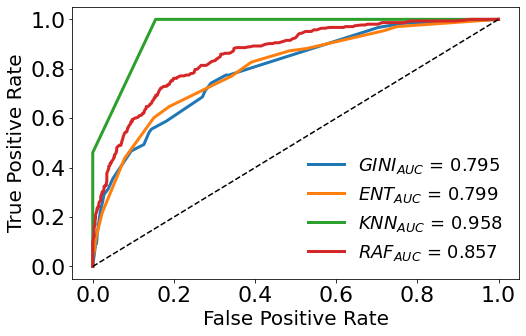 1.0
0.8
0.6
0.4
0.2
0.0
True Positive Rate
GINI_AUC = 0.795
ENT_AUC = 0.799
KNN_AUC = 0.958
RAF_AUC = 0.857
0.0 0.2 0.4 0.6 0.8 1.0
False Positive Rate